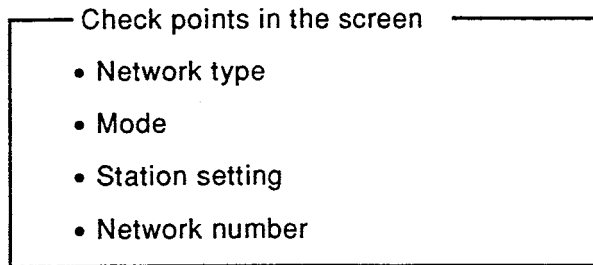 Check points in the screen
• Network type
• Mode
• Station setting
• Network number